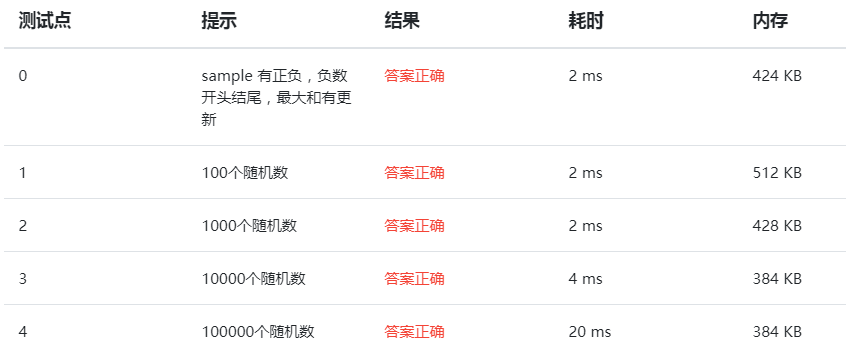 测试点 提示 结果 耗时 内存
0 sample 有正负，负数 答案正确 2 ms 424 KB
开头结尾，最大和有更
新
1 100个随机数 答案正确 2 ms 512 KB
2 1000个随机数 答案正确 2 ms 428 KB
3 10000个随机数 答案正确 4 ms 384 KB
4 100000个随机数 答案正确 20 ms 384 KB